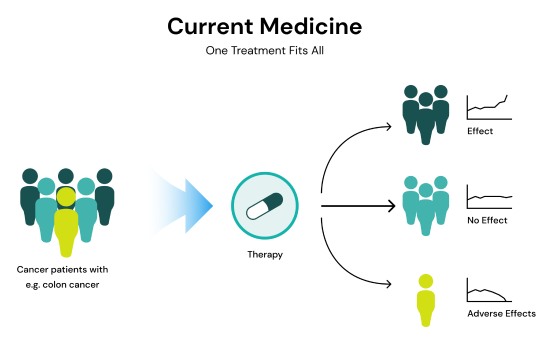 Current Medicine
One Treatment Fits All
Effect
No Effect
Therapy
Cancer patients with
e.g. colon cancer
Adverse Effects